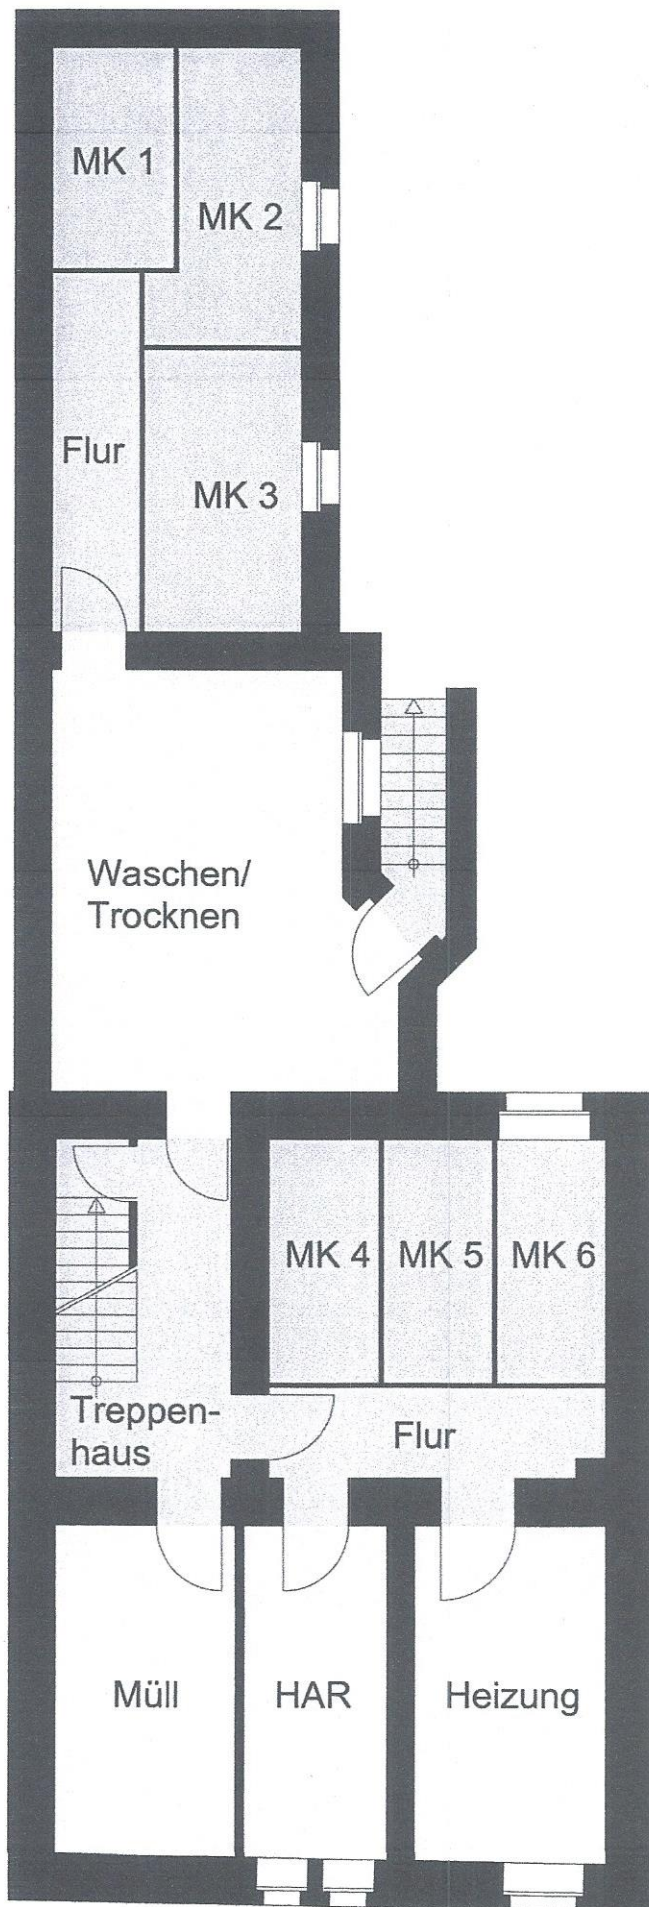 MK 1
MK 2
Flur
MK 3
Waschen/
Trocknen
MK 4
MK 5
MK 6
Treppen-
haus
Flur
Müll
HAR
Heizung